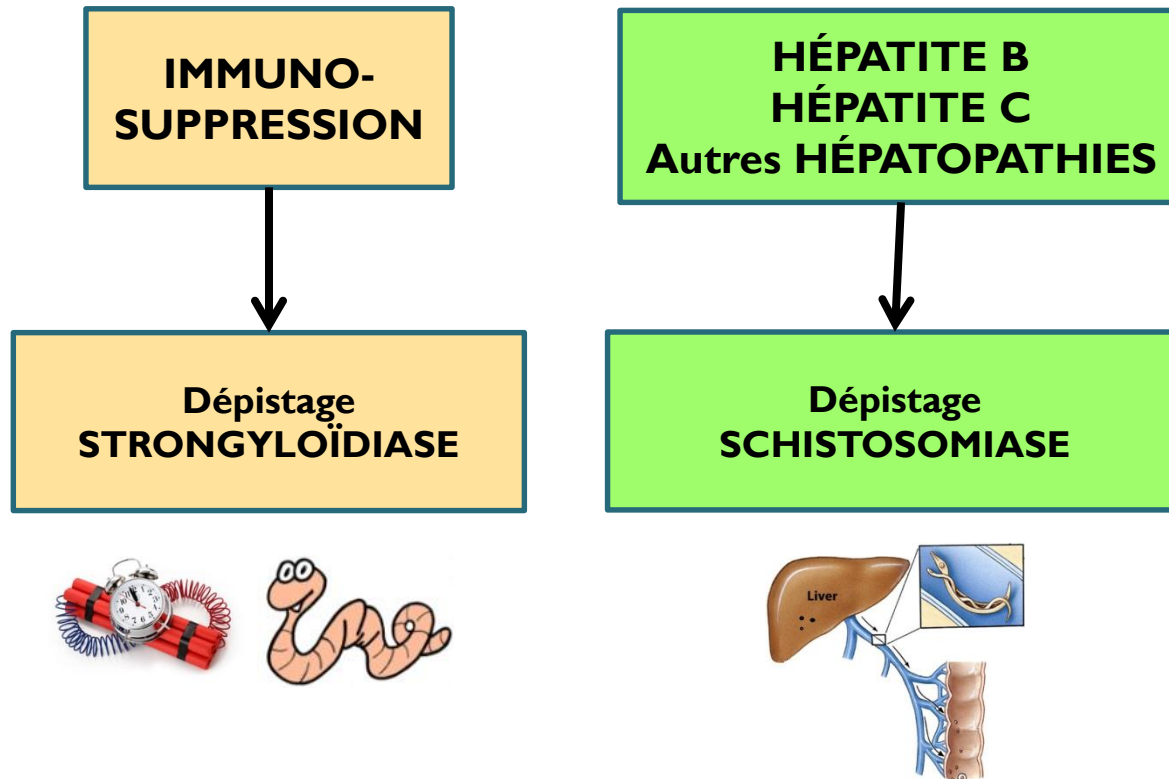 IMMUNO-
SUPPRESSION
HÉPATITE B
HÉPATITE C
Autres HÉPATOPATHIES
Dépistage
STRONGYLOÏDIASE
Dépistage
SCHISTOSOMIASE
Liver